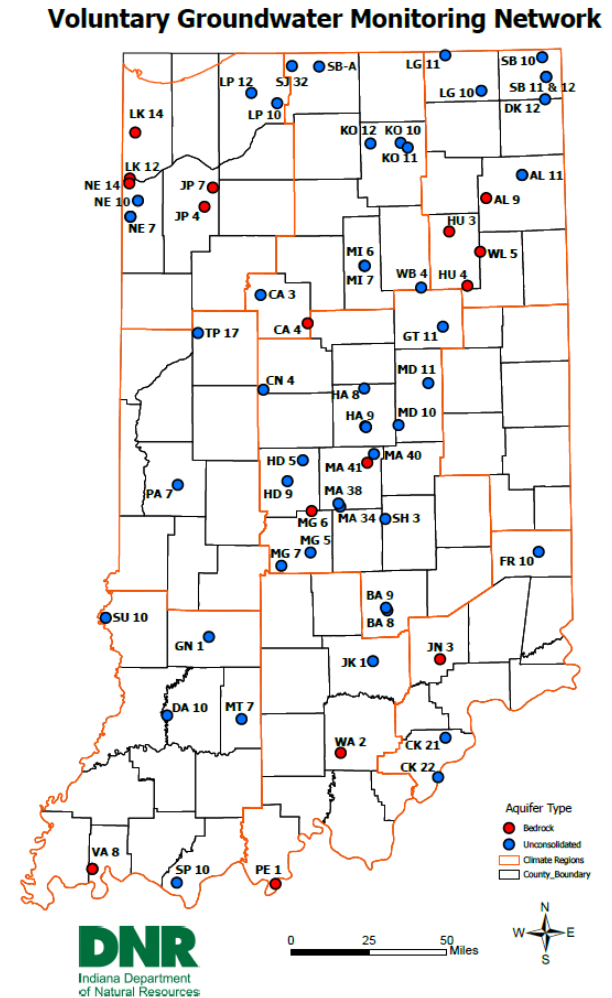 Voluntary Groundwater Monitoring Network
LG 11
SB 10
SJ 32
SB-A
LP 12
SB 11 & 12
LG 10
LP 10
DK 12
LK 14
KO 12
KO 10
KO 11
LK 12
AL 11
NE 14
JP 7
NE 10
AL 9
JP 4
NE 7
HU 3
MI 6
WL 5
MI 7
WB 4
HU 4
CA 3
CA 4
TP 17
GT 11
MD 11
CN 4
HA 8
HA 9
MD 10
HD 5
MA 40
MA 41
HD 9
PA 7
MA 38
MG 6
MA 34
SH 3
MG 5
MG 7
FR 10
BA 9
SU 10
BA 8
GN 1
JN 3
JK 1
DA 10
MT 7
WA 2
CK 21
CK 22
VA 8
SP 10
PE 1
Aquifer Type
Bedrock
Unconsolidated
Climate Regions
County_Boundary
N
W
E
S
0
25
50
Miles
DNR
Indiana Department
of Natural Resources